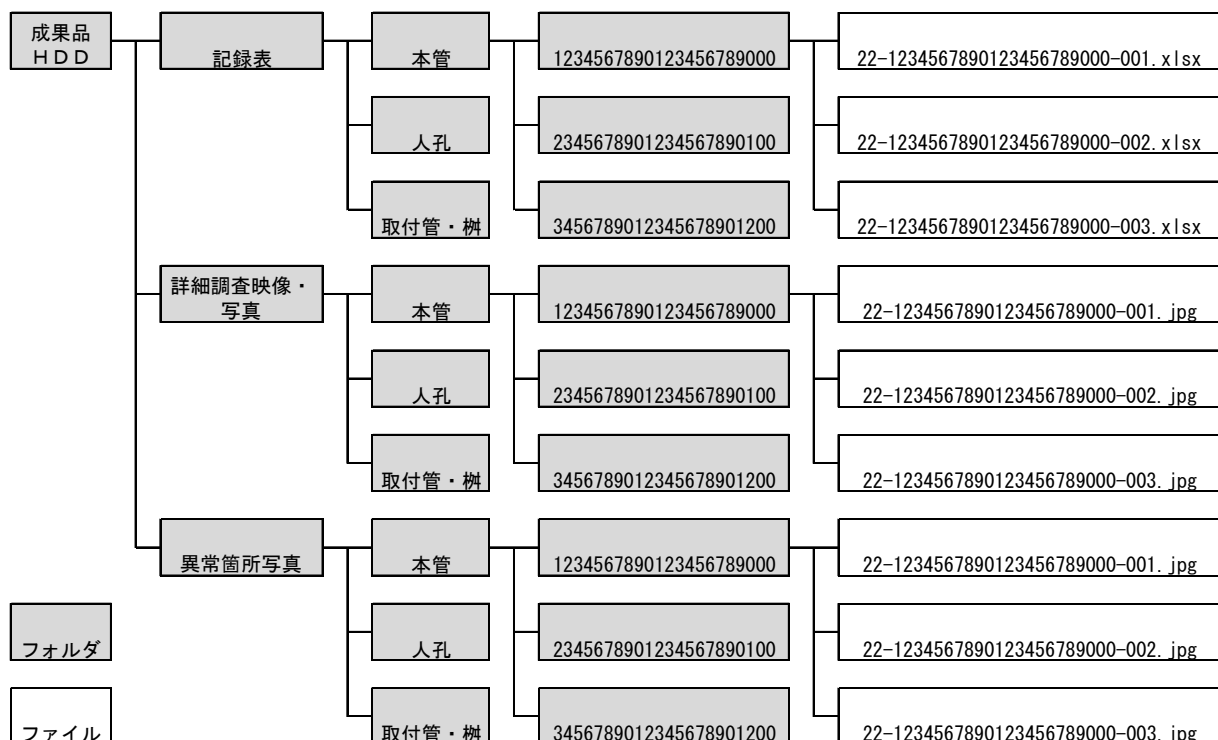 成果品
ＨＤＤ
記録表
本管
1234567890123456789000
22-1234567890123456789000-001.xlsx
人孔
2345678901234567890100
22-1234567890123456789000-002.xlsx
取付管・桝
3456789012345678901200
22-1234567890123456789000-003.xlsx
詳細調査映像・
写真
本管
1234567890123456789000
22-1234567890123456789000-001.jpg
人孔
2345678901234567890100
22-1234567890123456789000-002.jpg
取付管・桝
3456789012345678901200
22-1234567890123456789000-003.jpg
異常箇所写真
本管
1234567890123456789000
22-1234567890123456789000-001.jpg
フォルダ
人孔
2345678901234567890100
22-1234567890123456789000-002.jpg
ファイル
取付管・桝
3456789012345678901200
22-1234567890123456789000-003.jpg